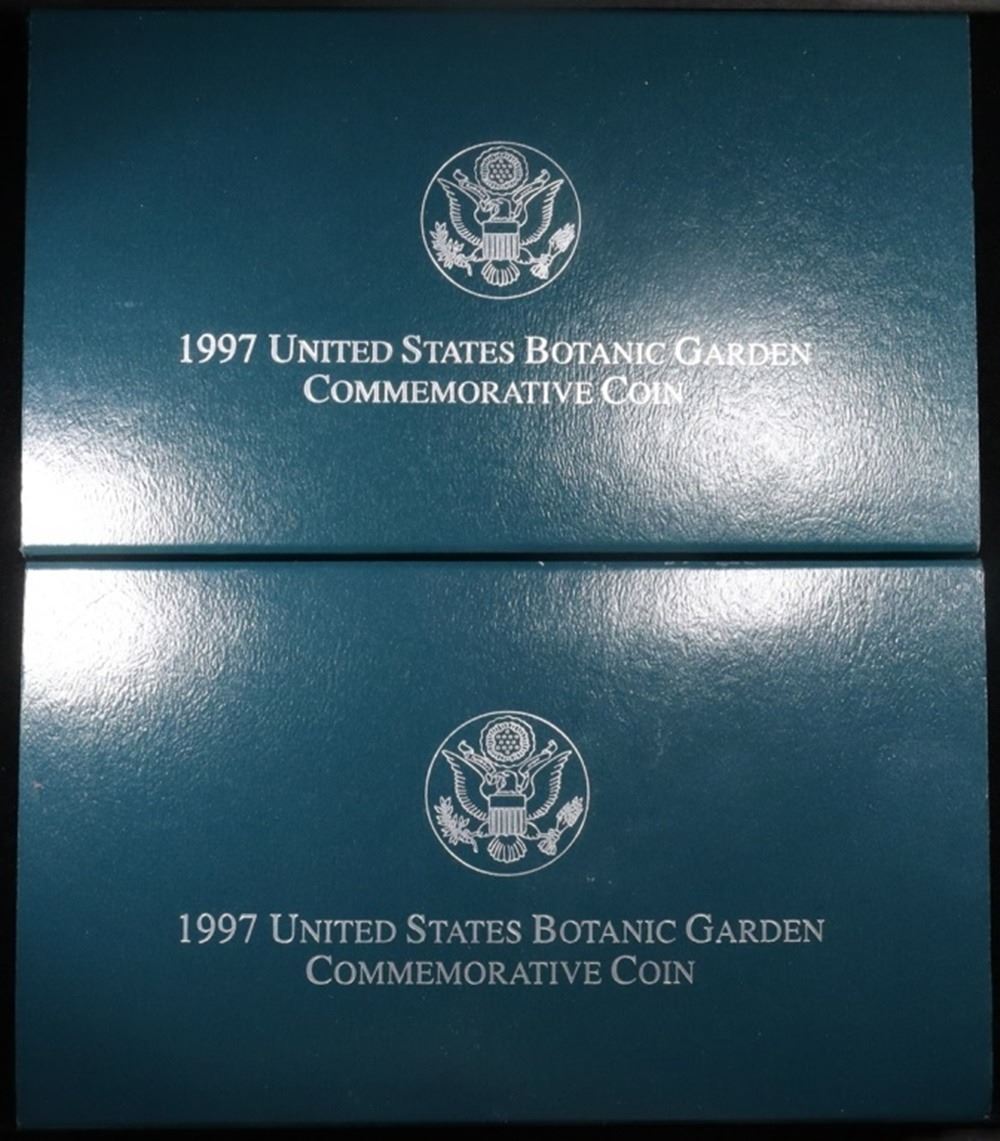 1997 UNITED STATES BOTANIC GARDEN
COMMEMORATIVE COIN
1997 UNITED STATES BOTANIC GARDEN
COMMEMORATIVE COIN